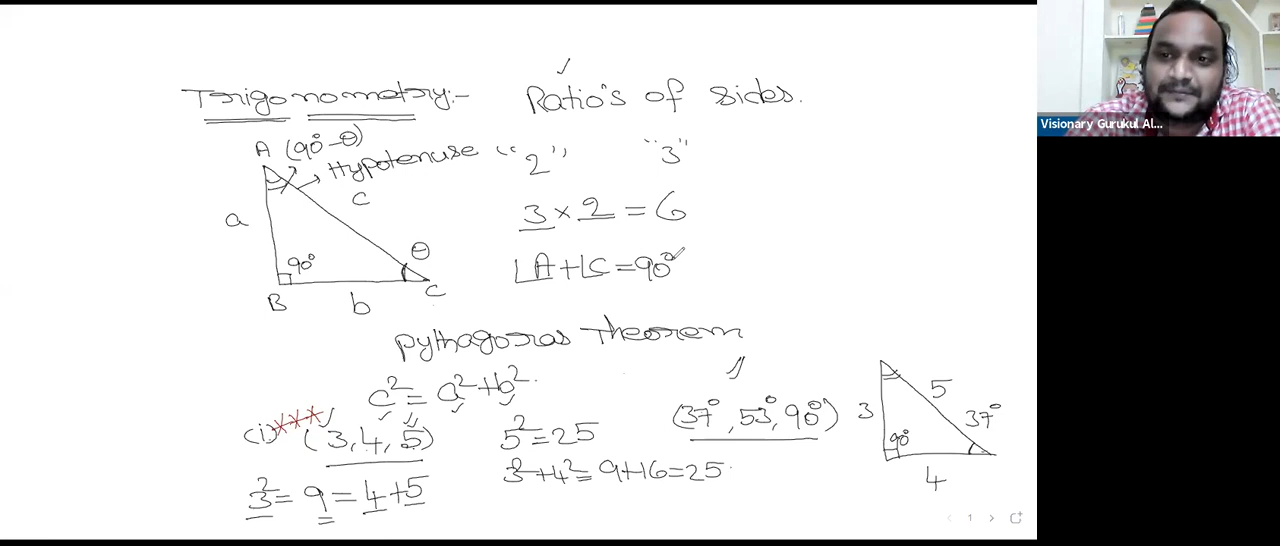 Trigonometry:- Ratio's of sides.
A (90°-θ)
Hypotenuse "2" "3"
c
a
3 × 2 = 6
θ
90°
∟A+∟C=90°
B b C
Pythagoras Theorem
c² = a²+b².
(i) (3,4,5) 5²=25 (37°,53°,90°)
3²+4²=9+16=25.
3²= 9 = 4+5
3 5 37°
90°
4
Visionary Gurukul Al...
1